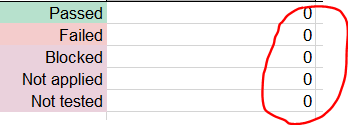 Passed 0
Failed 0
Blocked 0
Not applied 0
Not tested 0